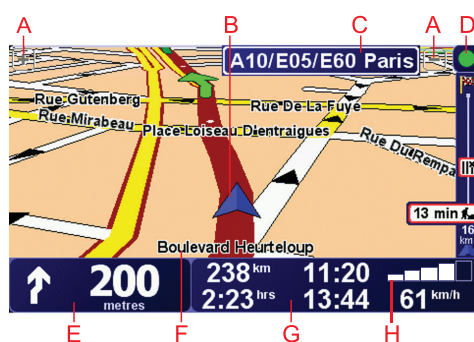 A B C A D
A10/E05/E60 Paris
Rue Gutenberg
Rue De La Fuye
Rue Mirabeau
Place Loiseau D'entraigues
Rue Du Rempa
13 min
16
km
Boulevard Heurteloup
200
metres
238 km 11:20
2:23 hrs 13:44 61 km/h
E F G H